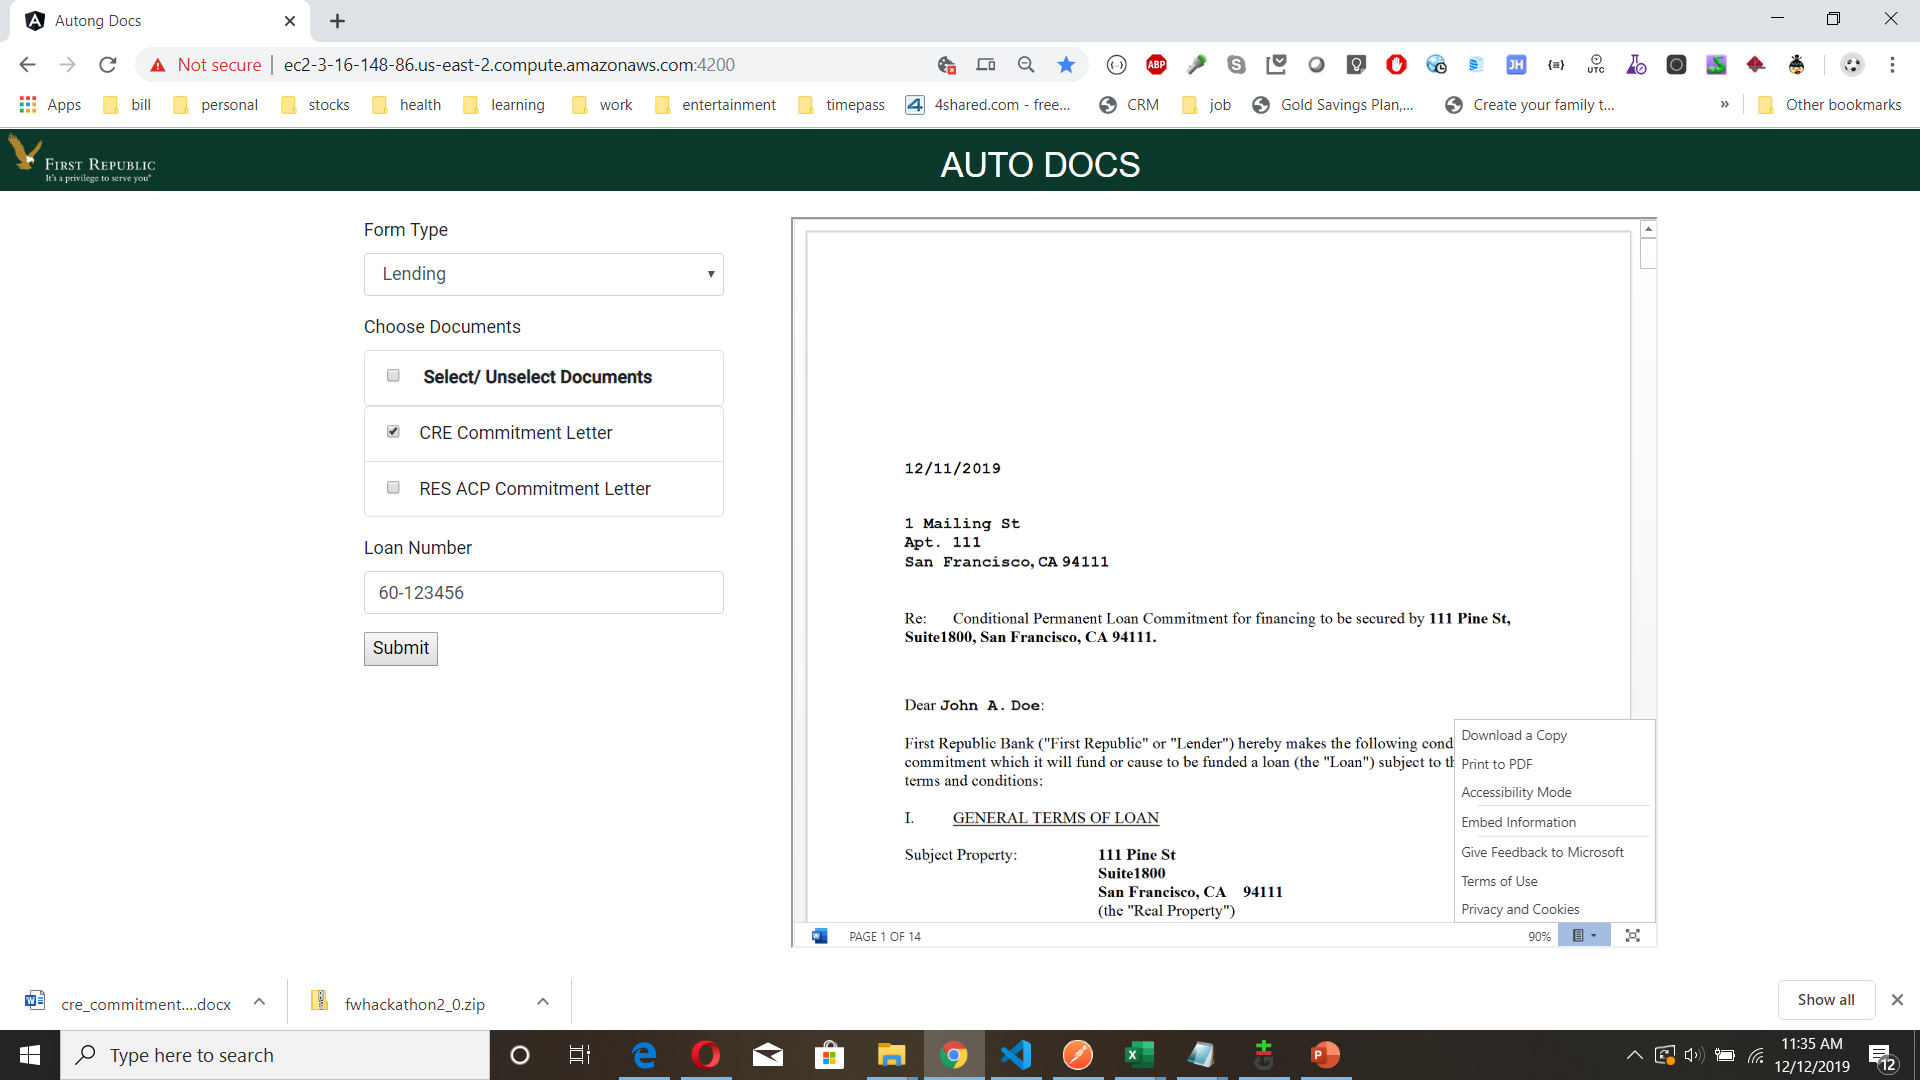 Autong Docs
Not secure
ec2-3-16-148-86.us-east-2.compute.amazonaws.com:4200
ABP
JH
UTC
Apps
bill
personal
stocks
health
learning
work
entertainment
timepass
4shared.com - free...
CRM
job
Gold Savings Plan,...
Create your family t...
»
Other bookmarks
FIRST REPUBLIC
It's a privilege to serve you®
AUTO DOCS
Form Type
Lending
Choose Documents
Select/ Unselect Documents
CRE Commitment Letter
RES ACP Commitment Letter
Loan Number
60-123456
Submit
12/11/2019
1 Mailing St
Apt. 111
San Francisco, CA 94111
Re: Conditional Permanent Loan Commitment for financing to be secured by 111 Pine St,
Suite1800, San Francisco, CA 94111.
Dear John A. Doe:
First Republic Bank ("First Republic" or "Lender") hereby makes the following cond
commitment which it will fund or cause to be funded a loan (the "Loan") subject to th
terms and conditions:
I. GENERAL TERMS OF LOAN
Subject Property: 111 Pine St
Suite1800
San Francisco, CA 94111
(the "Real Property")
Download a Copy
Print to PDF
Accessibility Mode
Embed Information
Give Feedback to Microsoft
Terms of Use
Privacy and Cookies
PAGE 1 OF 14
90%
cre_commitment....docx
fwhackathon2_0.zip
Show all
Type here to search
11:35 AM
12/12/2019
12